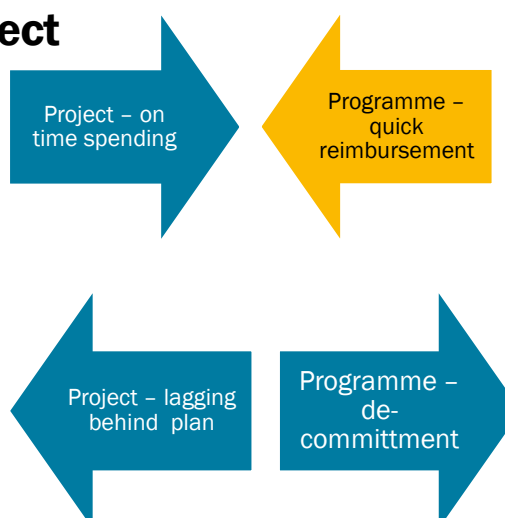 ect
Project – on
time spending
Programme –
quick
reimbursement
Project – lagging
behind plan
Programme –
de-
committment